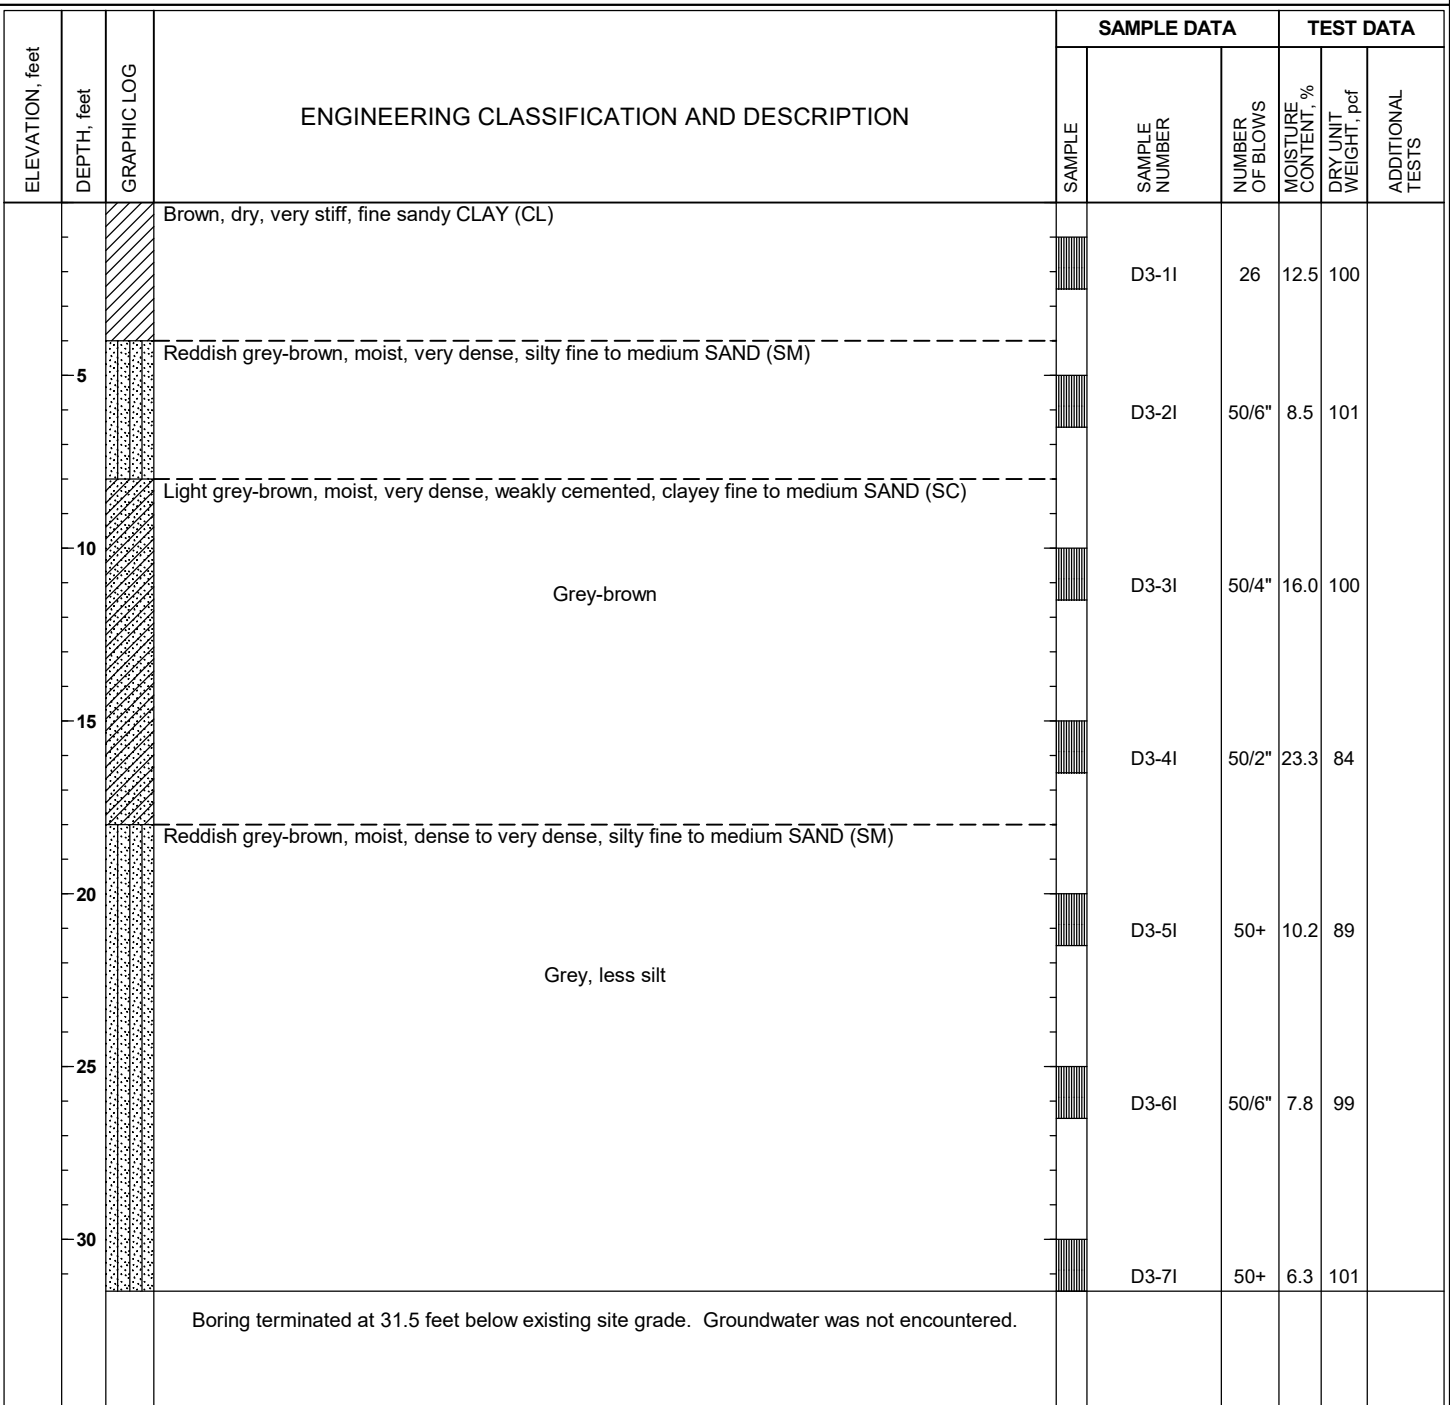 SAMPLE DATA TEST DATA
ELEVATION, feet
DEPTH, feet
GRAPHIC LOG
ENGINEERING CLASSIFICATION AND DESCRIPTION
SAMPLE
SAMPLE
NUMBER
NUMBER
OF BLOWS
MOISTURE
CONTENT, %
DRY UNIT
WEIGHT, pcf
ADDITIONAL
TESTS
Brown, dry, very stiff, fine sandy CLAY (CL)
D3-1I 26 12.5 100
Reddish grey-brown, moist, very dense, silty fine to medium SAND (SM)
5
D3-2I 50/6" 8.5 101
Light grey-brown, moist, very dense, weakly cemented, clayey fine to medium SAND (SC)
10
D3-3I 50/4" 16.0 100
Grey-brown
15
D3-4I 50/2" 23.3 84
Reddish grey-brown, moist, dense to very dense, silty fine to medium SAND (SM)
20
D3-5I 50+ 10.2 89
Grey, less silt
25
D3-6I 50/6" 7.8 99
30
D3-7I 50+ 6.3 101
Boring terminated at 31.5 feet below existing site grade. Groundwater was not encountered.